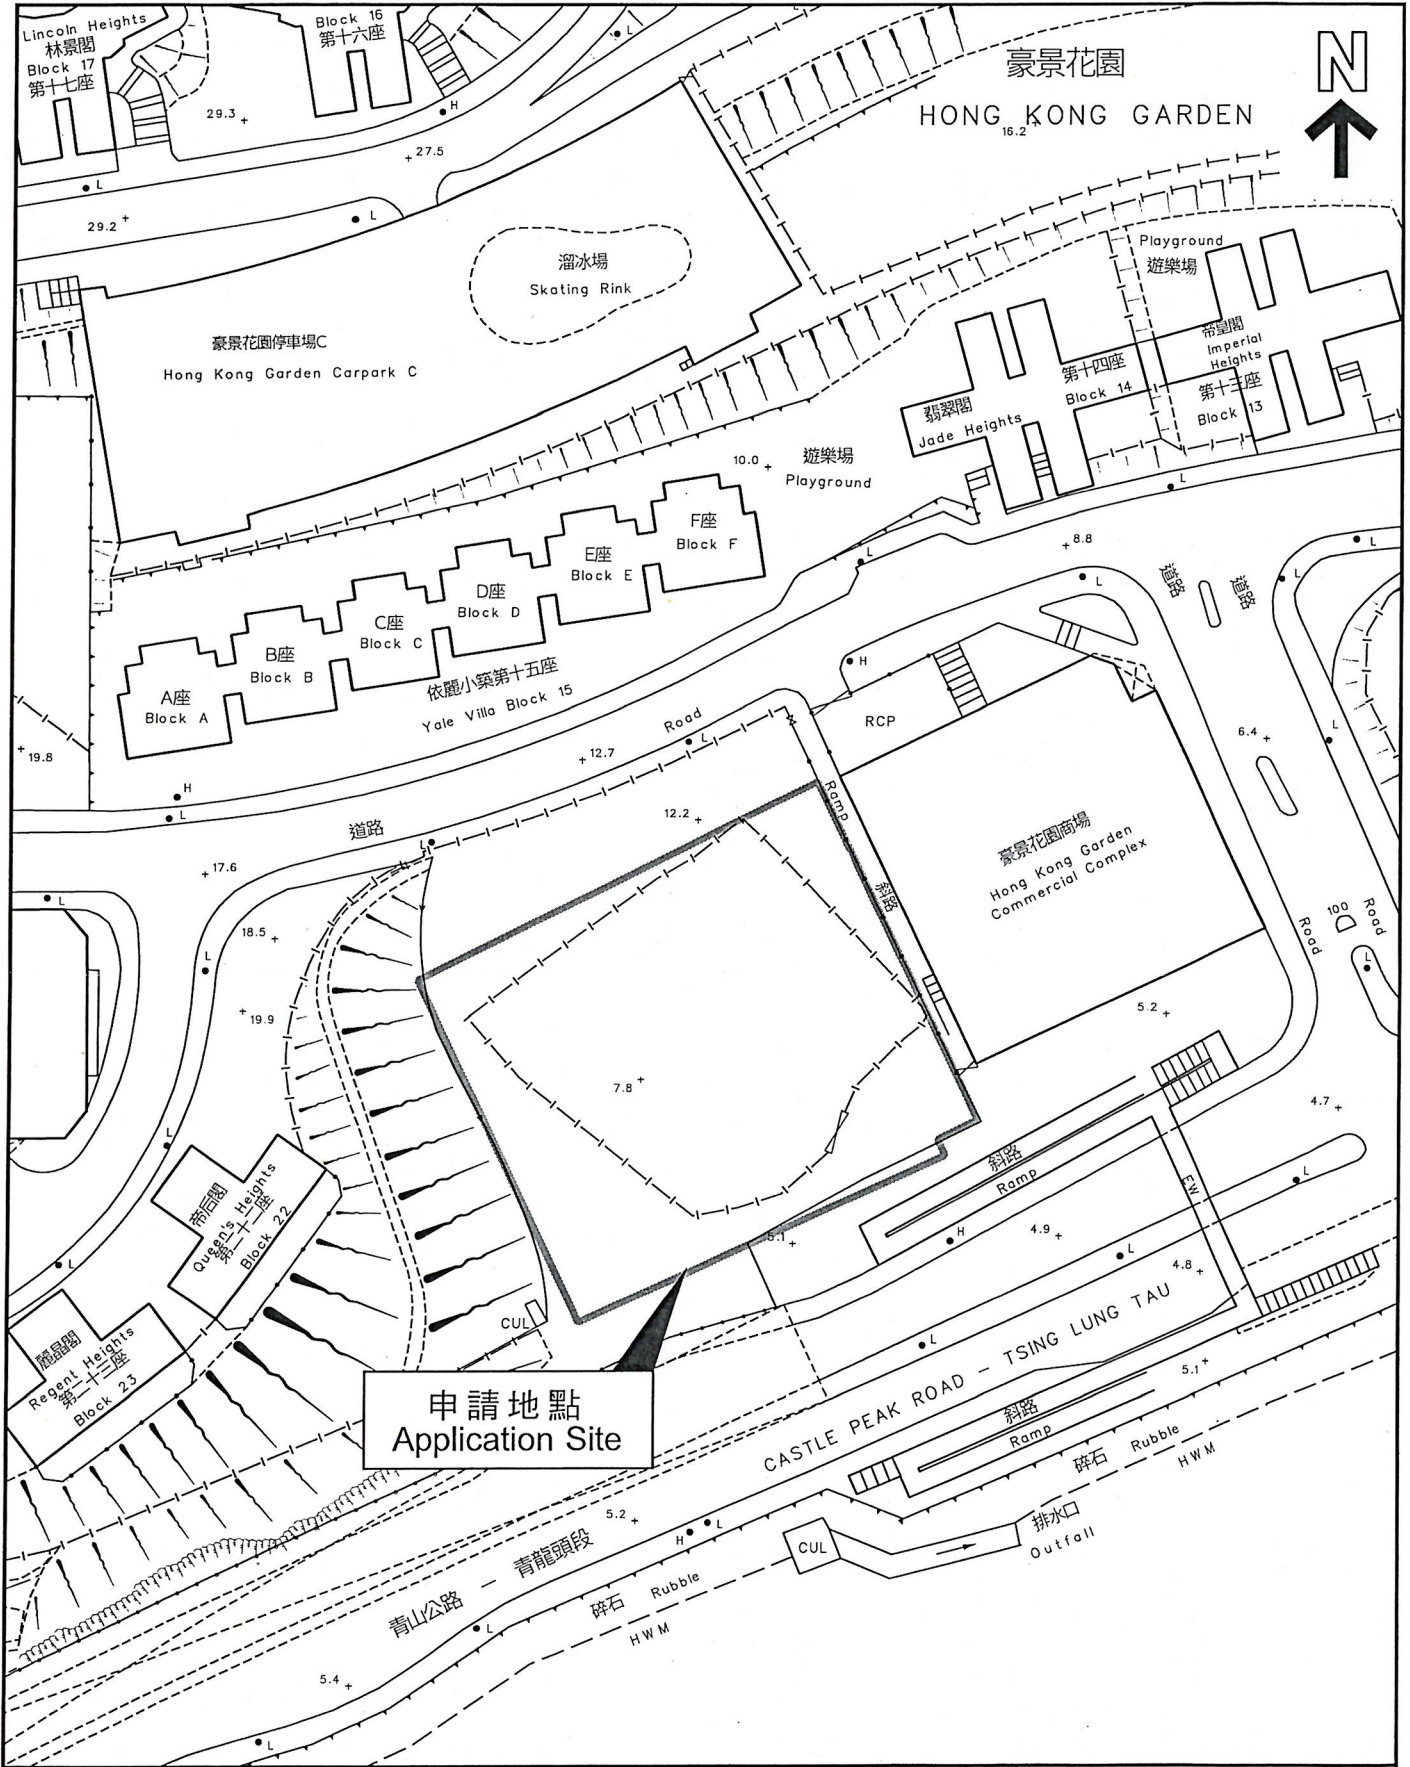 Lincoln Heights
林景閣
Block 17
第十七座
Block 16
第十六座
豪景花園
HONG KONG GARDEN
N
29.3
H
L
16.2
27.5
L
29.2
L
溜冰場
Skating Rink
Playground
遊樂場
豪景花園停車場C
Hong Kong Garden Carpark C
帝皇閣
Imperial
Heights
第十三座
Block 13
第十四座
Block 14
翡翠閣
Jade Heights
10.0
遊樂場
Playground
L
F座
Block F
E座
Block E
D座
Block D
C座
Block C
B座
Block B
A座
Block A
依麗小築第十五座
Yale Villa Block 15
L
8.8
L
L
L
道路
道路
H
RCP
Road
L
19.8
12.7
6.4
L
H
L
道路
L
12.2
Ramp
斜路
豪景花園商場
Hong Kong Garden
Commercial Complex
17.6
L
18.5
L
19.9
Road
100
Road
L
5.2
7.8
4.7
L
帝后閣
Queen's Heights
第二十二座
Block 22
斜路
Ramp
EW
L
H
4.9
L
4.8
5.1
L
CUL
麗晶閣
Regent Heights
第二十三座
Block 23
L
申請地點
Application Site
CASTLE PEAK ROAD - TSING LUNG TAU
5.1
斜路
Ramp
碎石 Rubble
HWM
5.2
H
L
CUL
排水口
Outfall
青山公路 - 青龍頭段
碎石 Rubble
HWM
L
5.4
L